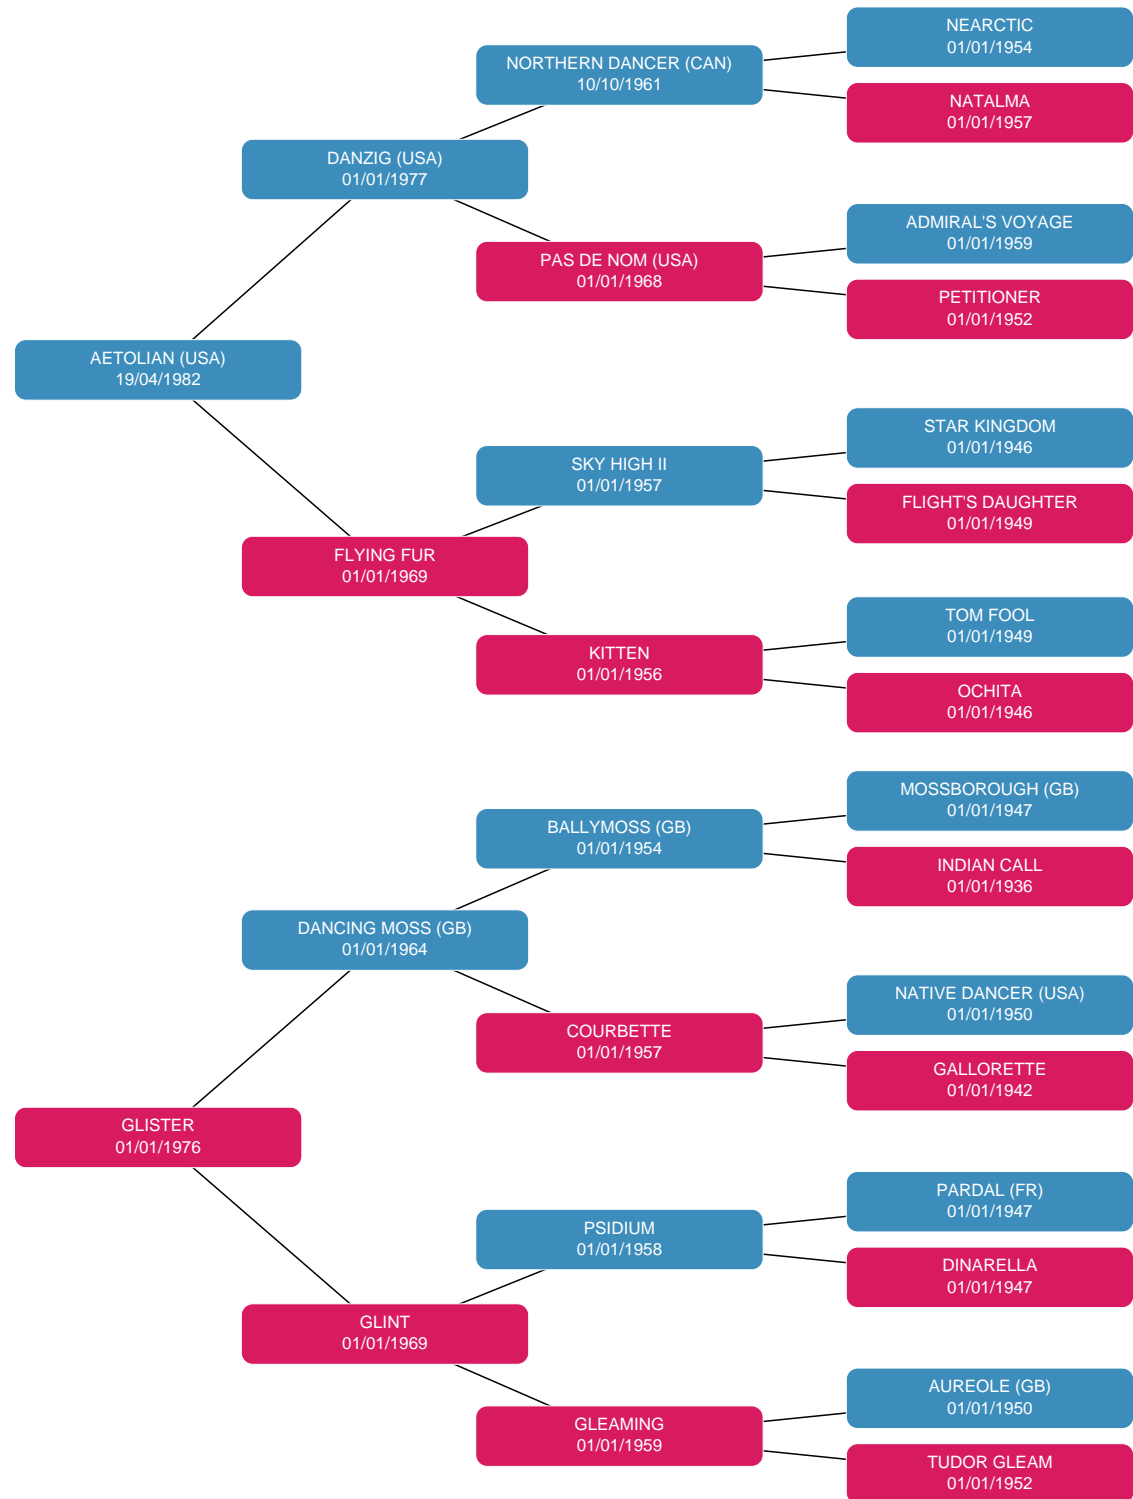 NEARCTIC
01/01/1954
NORTHERN DANCER (CAN)
10/10/1961
NATALMA
01/01/1957
DANZIG (USA)
01/01/1977
ADMIRAL'S VOYAGE
01/01/1959
PAS DE NOM (USA)
01/01/1968
PETITIONER
01/01/1952
AETOLIAN (USA)
19/04/1982
STAR KINGDOM
01/01/1946
SKY HIGH II
01/01/1957
FLIGHT'S DAUGHTER
01/01/1949
FLYING FUR
01/01/1969
TOM FOOL
01/01/1949
KITTEN
01/01/1956
OCHITA
01/01/1946
MOSSBOROUGH (GB)
01/01/1947
BALLYMOSS (GB)
01/01/1954
INDIAN CALL
01/01/1936
DANCING MOSS (GB)
01/01/1964
NATIVE DANCER (USA)
01/01/1950
COURBETTE
01/01/1957
GALLORETTE
01/01/1942
GLISTER
01/01/1976
PARDAL (FR)
01/01/1947
PSIDIUM
01/01/1958
DINARELLA
01/01/1947
GLINT
01/01/1969
AUREOLE (GB)
01/01/1950
GLEAMING
01/01/1959
TUDOR GLEAM
01/01/1952